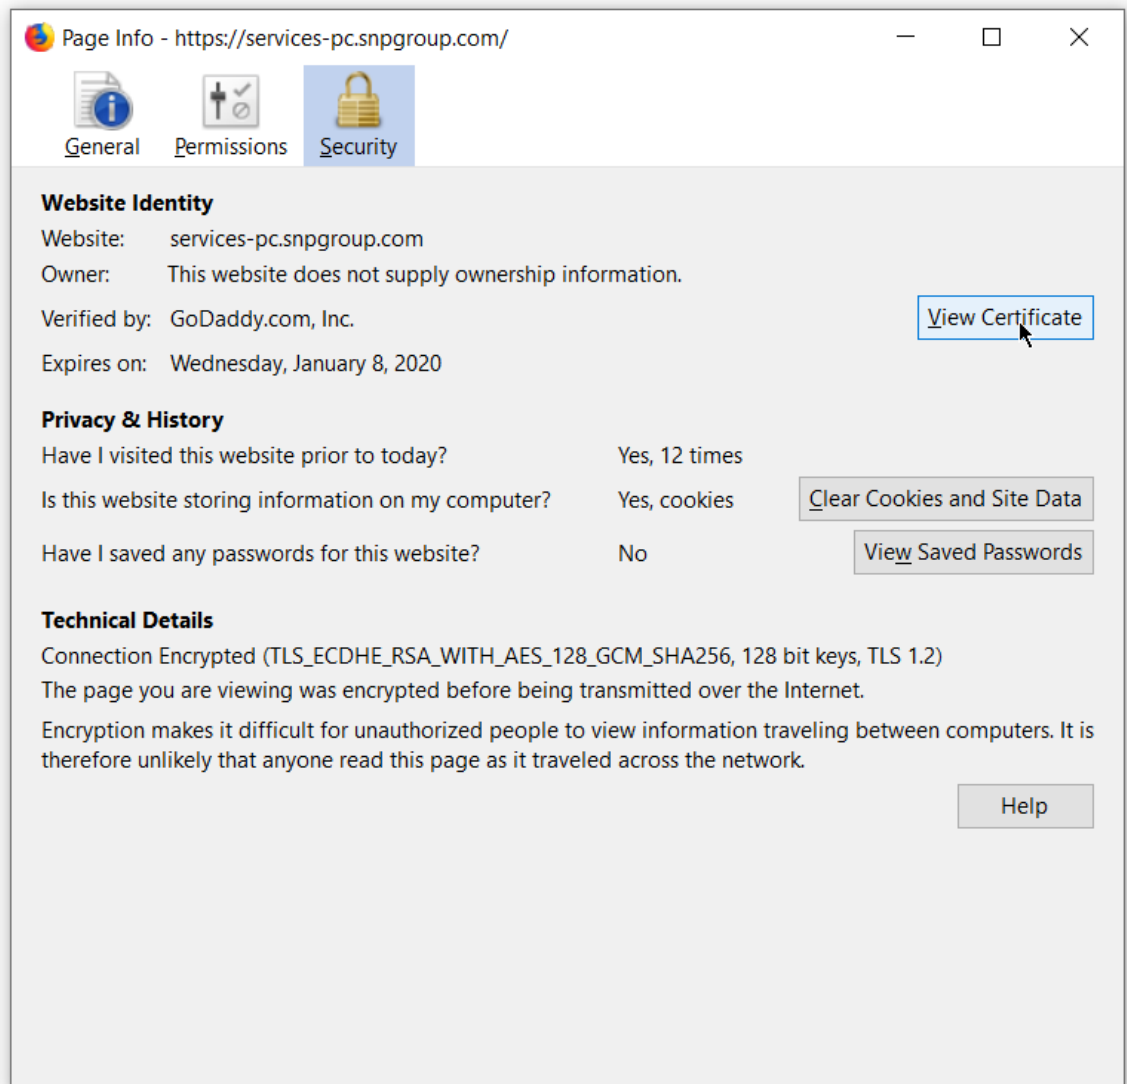 Page Info - https://services-pc.snpgroup.com/
General Permissions Security
Website Identity
Website: services-pc.snpgroup.com
Owner: This website does not supply ownership information.
Verified by: GoDaddy.com, Inc. View Certificate
Expires on: Wednesday, January 8, 2020
Privacy & History
Have I visited this website prior to today? Yes, 12 times
Is this website storing information on my computer? Yes, cookies Clear Cookies and Site Data
Have I saved any passwords for this website? No View Saved Passwords
Technical Details
Connection Encrypted (TLS_ECDHE_RSA_WITH_AES_128_GCM_SHA256, 128 bit keys, TLS 1.2)
The page you are viewing was encrypted before being transmitted over the Internet.
Encryption makes it difficult for unauthorized people to view information traveling between computers. It is
therefore unlikely that anyone read this page as it traveled across the network.
Help